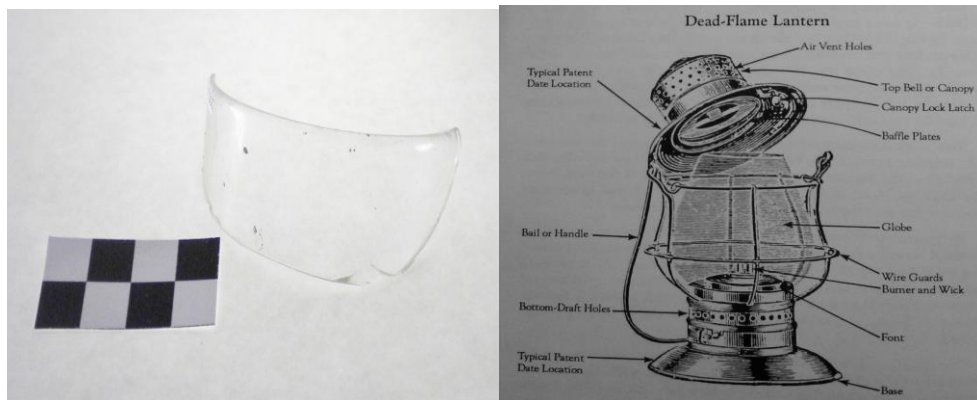 Dead-Flame Lantern
Air Vent Holes
Typical Patent
Date Location
Top Bell or Canopy
Canopy Lock Latch
Baffle Plates
Globe
Bail or Handle
Wire Guards
Burner and Wick
Bottom-Draft Holes
Font
Typical Patent
Date Location
Base